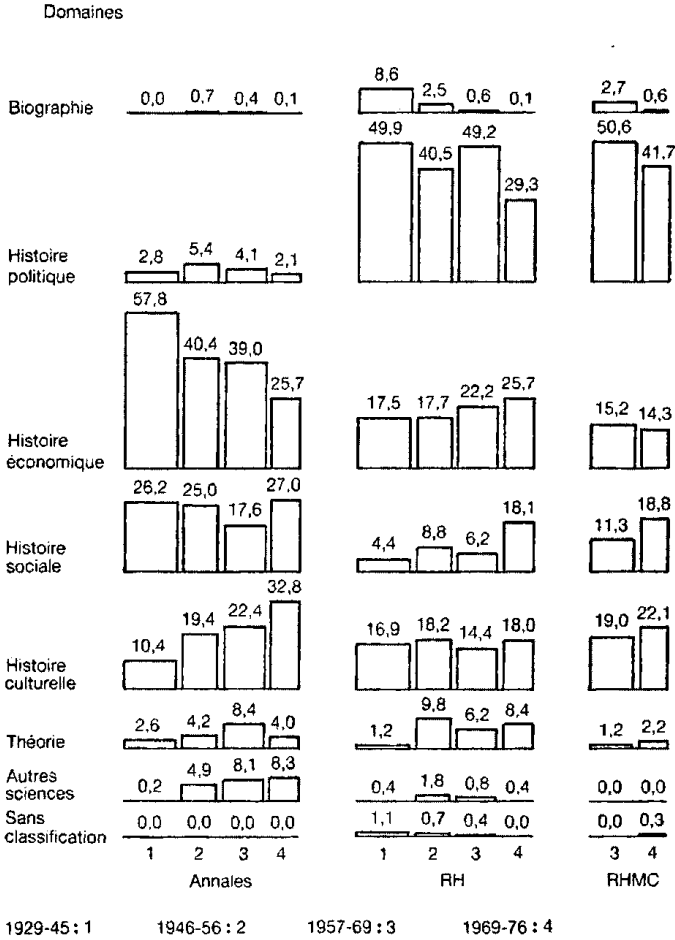 Domaines
Biographie 0,0 0,7 0,4 0,1 8,6 2,5 0,6 0,1 2,7 0,6
Histoire politique 2,8 5,4 4,1 2,1 49,9 40,5 49,2 29,3 50,6 41,7
Histoire économique 57,8 40,4 39,0 25,7 17,5 17,7 22,2 25,7 15,2 14,3
Histoire sociale 26,2 25,0 17,6 27,0 4,4 8,8 6,2 18,1 11,3 18,8
Histoire culturelle 10,4 19,4 22,4 32,8 16,9 18,2 14,4 18,0 19,0 22,1
Théorie 2,6 4,2 8,4 4,0 1,2 9,8 6,2 8,4 1,2 2,2
Autres sciences 0,2 4,9 8,1 8,3 0,4 1,8 0,8 0,4 0,0 0,0
Sans classification 0,0 0,0 0,0 0,0 1,1 0,7 0,4 0,0 0,0 0,3
1 2 3 4 1 2 3 4 3 4
Annales RH RHMC
1929-45 : 1 1946-56 : 2 1957-69 : 3 1969-76 : 4